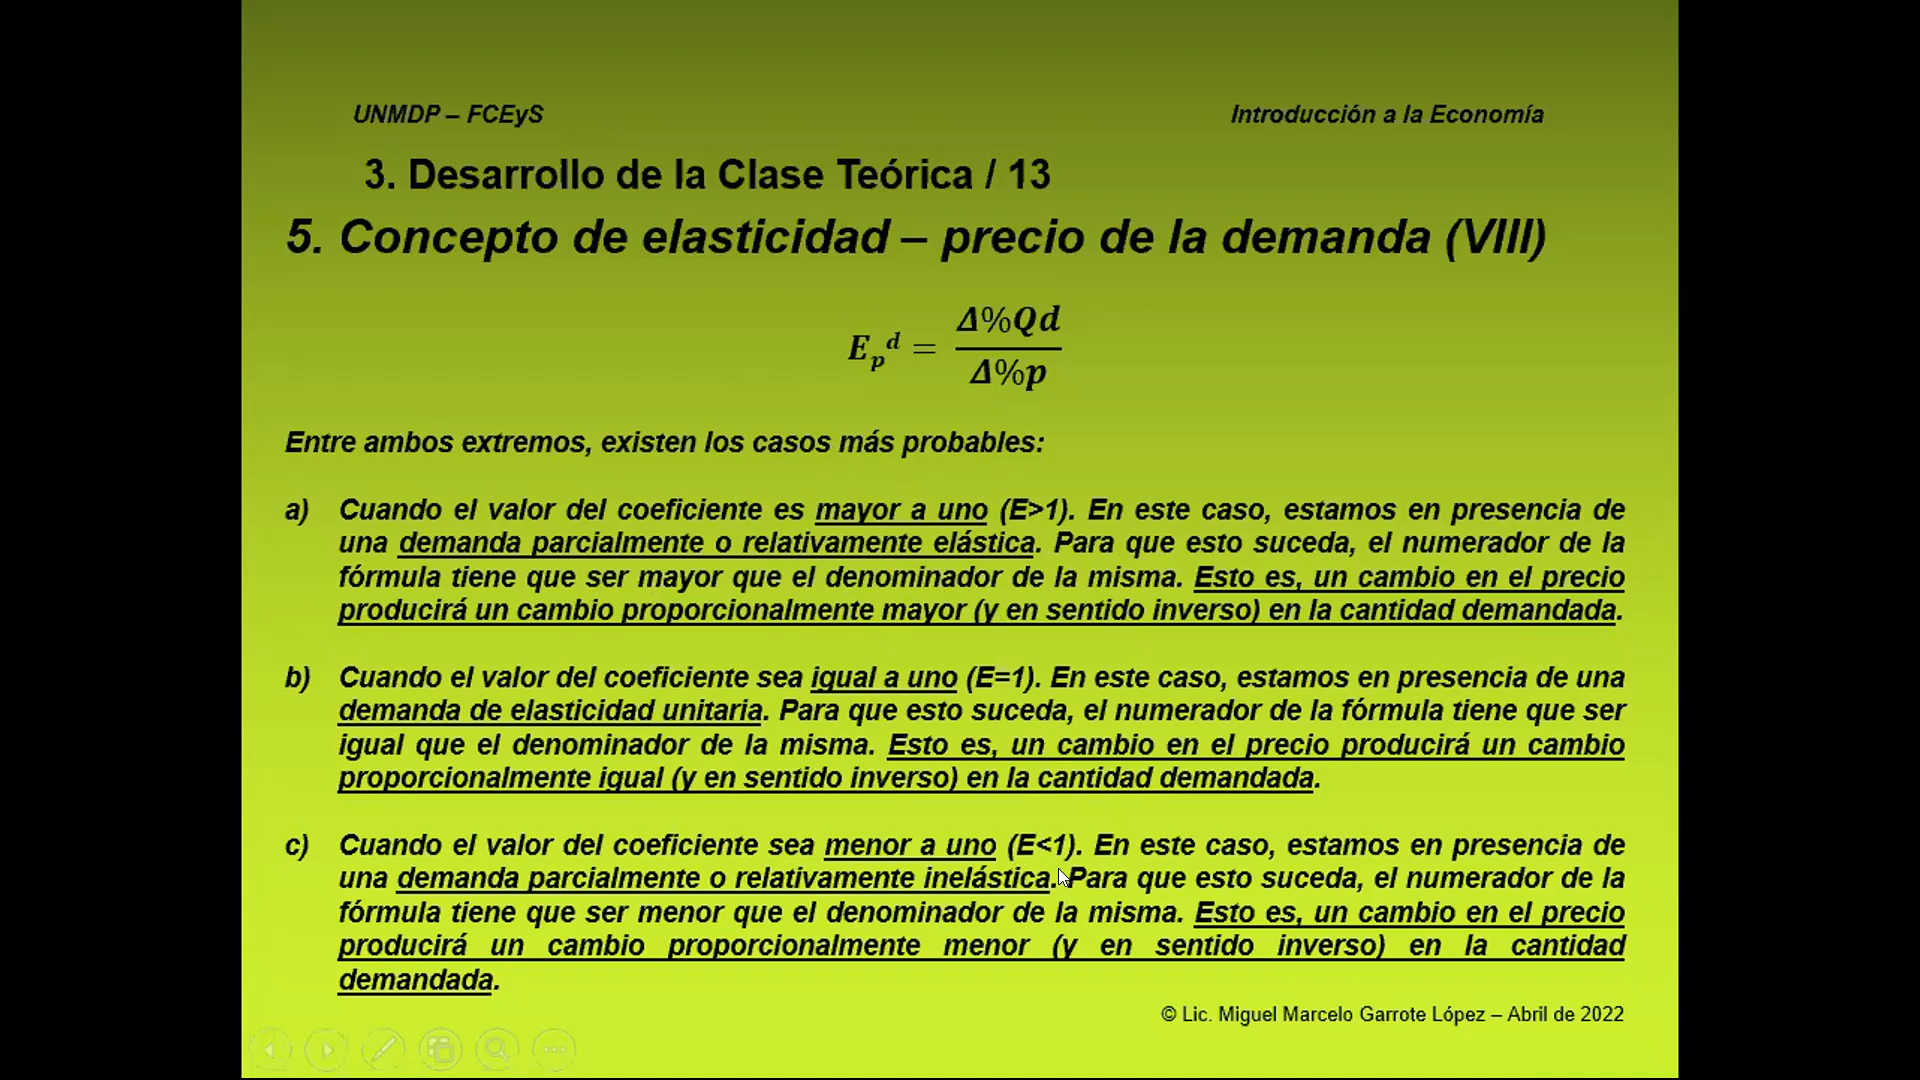 UNMDP – FCEyS
Introducción a la Economía
3. Desarrollo de la Clase Teórica / 13
5. Concepto de elasticidad – precio de la demanda (VIII)
Eₚᵈ = Δ%Qd / Δ%p
Entre ambos extremos, existen los casos más probables:
a) Cuando el valor del coeficiente es mayor a uno (E>1). En este caso, estamos en presencia de
una demanda parcialmente o relativamente elástica. Para que esto suceda, el numerador de la
fórmula tiene que ser mayor que el denominador de la misma. Esto es, un cambio en el precio
producirá un cambio proporcionalmente mayor (y en sentido inverso) en la cantidad demandada.
b) Cuando el valor del coeficiente sea igual a uno (E=1). En este caso, estamos en presencia de una
demanda de elasticidad unitaria. Para que esto suceda, el numerador de la fórmula tiene que ser
igual que el denominador de la misma. Esto es, un cambio en el precio producirá un cambio
proporcionalmente igual (y en sentido inverso) en la cantidad demandada.
c) Cuando el valor del coeficiente sea menor a uno (E<1). En este caso, estamos en presencia de
una demanda parcialmente o relativamente inelástica. Para que esto suceda, el numerador de la
fórmula tiene que ser menor que el denominador de la misma. Esto es, un cambio en el precio
producirá un cambio proporcionalmente menor (y en sentido inverso) en la cantidad
demandada.
© Lic. Miguel Marcelo Garrote López – Abril de 2022